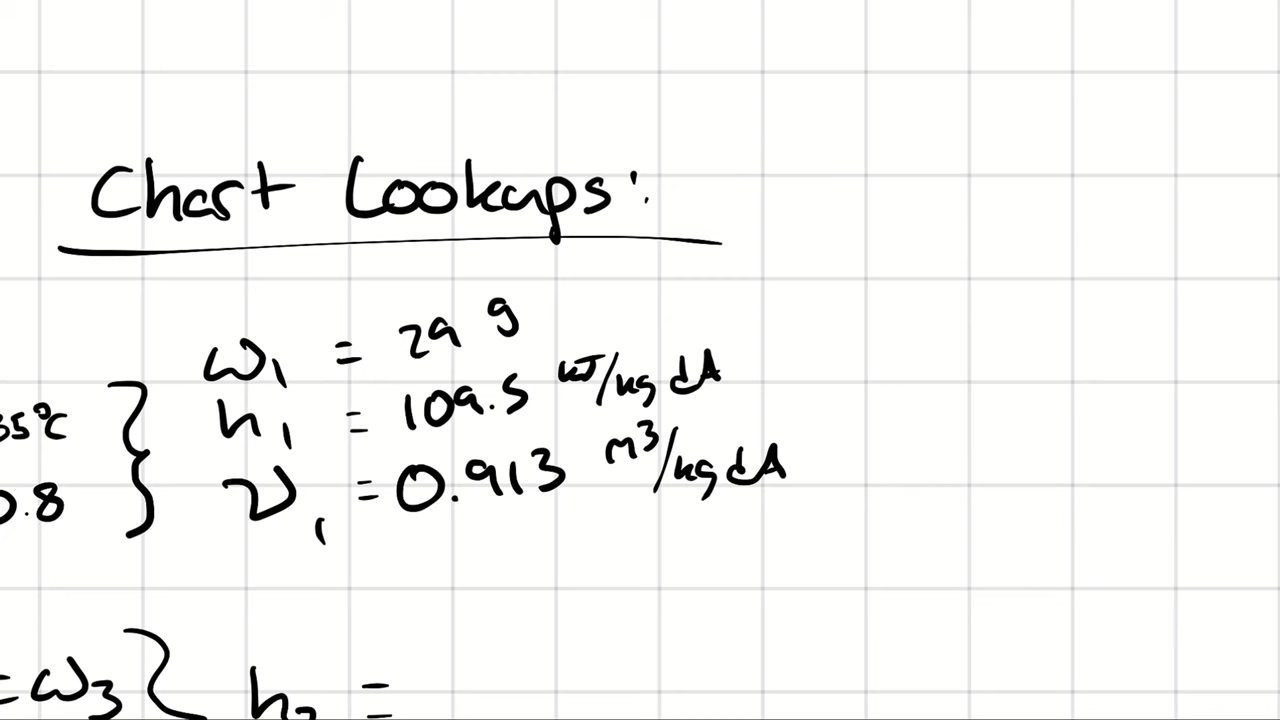 Chart Lookups:
ω₁ = 29 g
35°C } h₁ = 109.5 kJ/kg dA
0.8 } ν₁ = 0.913 m³/kg dA
= ω₃ } h₂ =